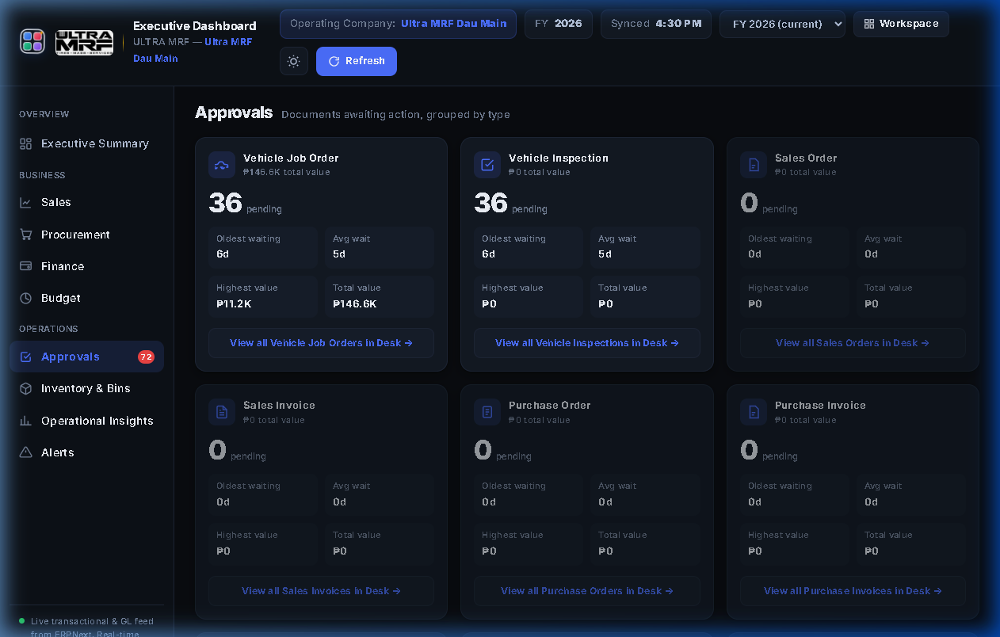 ULTRA
MRF
Executive Dashboard
ULTRA MRF — Ultra MRF
Dau Main
Operating Company: Ultra MRF Dau Main
FY 2026
Synced 4:30 PM
FY 2026 (current)
Workspace
Refresh
OVERVIEW
Executive Summary
BUSINESS
Sales
Procurement
Finance
Budget
OPERATIONS
Approvals 72
Inventory & Bins
Operational Insights
Alerts
Live transactional & GL feed
from ERPNext. Real-time
Approvals Documents awaiting action, grouped by type
Vehicle Job Order
₱146.6K total value
36 pending
Oldest waiting
6d
Avg wait
5d
Highest value
₱11.2K
Total value
₱146.6K
View all Vehicle Job Orders in Desk →
Vehicle Inspection
₱0 total value
36 pending
Oldest waiting
6d
Avg wait
5d
Highest value
₱0
Total value
₱0
View all Vehicle Inspections in Desk →
Sales Order
₱0 total value
0 pending
Oldest waiting
0d
Avg wait
0d
Highest value
₱0
Total value
₱0
View all Sales Orders in Desk →
Sales Invoice
₱0 total value
0 pending
Oldest waiting
0d
Avg wait
0d
Highest value
₱0
Total value
₱0
View all Sales Invoices in Desk →
Purchase Order
₱0 total value
0 pending
Oldest waiting
0d
Avg wait
0d
Highest value
₱0
Total value
₱0
View all Purchase Orders in Desk →
Purchase Invoice
₱0 total value
0 pending
Oldest waiting
0d
Avg wait
0d
Highest value
₱0
Total value
₱0
View all Purchase Invoices in Desk →